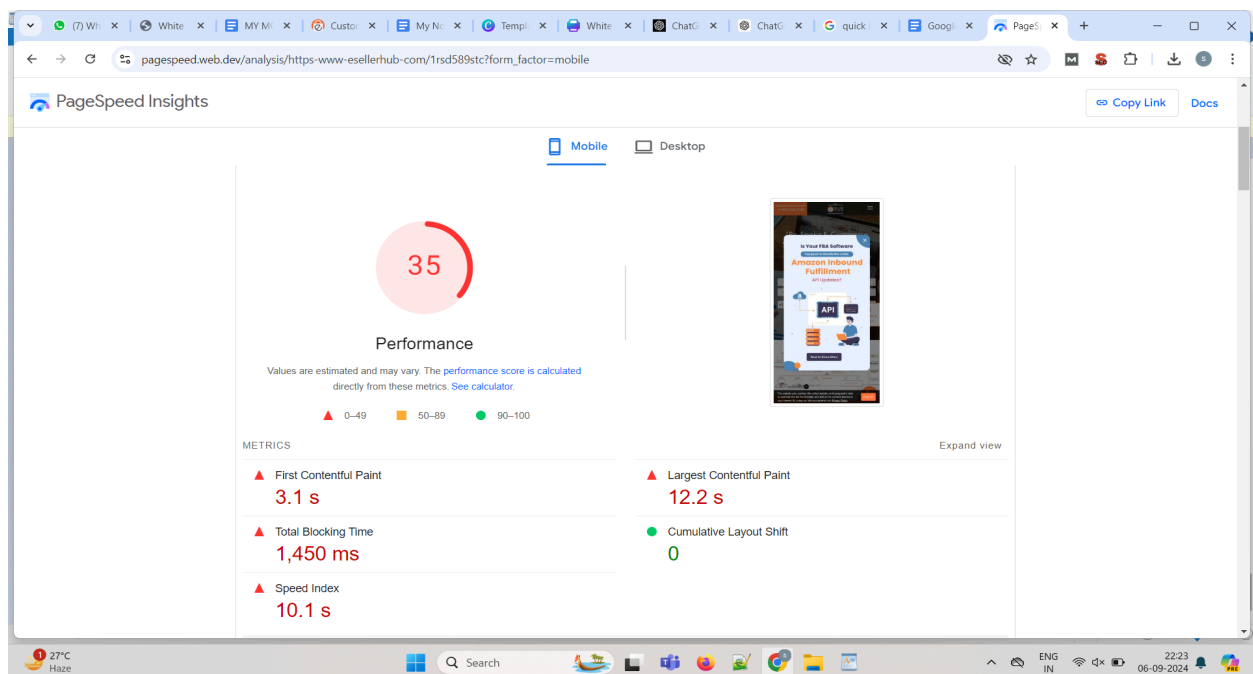 (7) Wh
White
MY M
Custor
My No
Templ
White
ChatG
ChatG
quick
Googl
PageS
pagespeed.web.dev/analysis/https-www-esellerhub-com/1rsd589stc?form_factor=mobile
PageSpeed Insights
Copy Link
Docs
Mobile
Desktop
35
Performance
Values are estimated and may vary. The performance score is calculated
directly from these metrics. See calculator.
0–49
50–89
90–100
Is Your FBA Software
Amazon Inbound
Fulfillment
API Updates?
API
METRICS
Expand view
First Contentful Paint
3.1 s
Largest Contentful Paint
12.2 s
Total Blocking Time
1,450 ms
Cumulative Layout Shift
0
Speed Index
10.1 s
1
27°C
Haze
Search
ENG
IN
22:23
06-09-2024
PRE